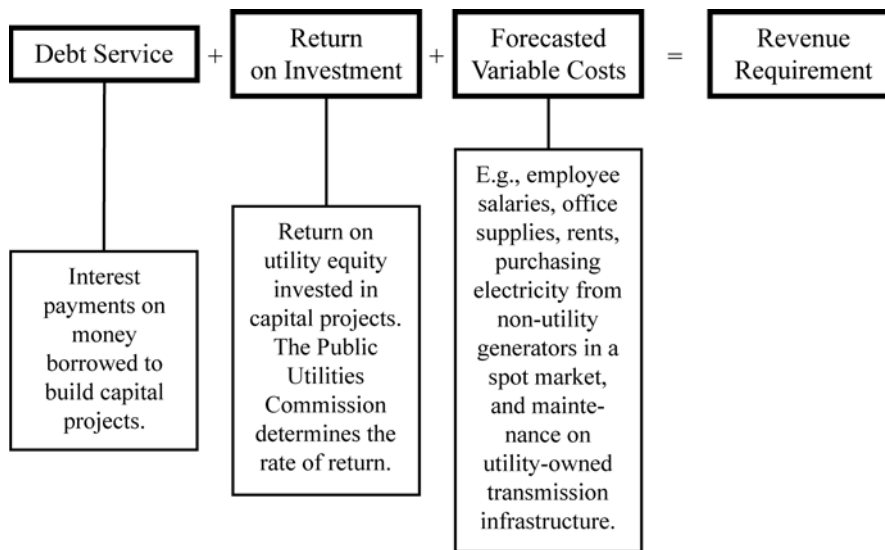 Debt Service + Return on Investment + Forecasted Variable Costs = Revenue Requirement
Interest
payments on
money
borrowed to
build capital
projects.
Return on
utility equity
invested in
capital projects.
The Public
Utilities
Commission
determines the
rate of return.
E.g., employee
salaries, office
supplies, rents,
purchasing
electricity from
non-utility
generators in a
spot market,
and mainte-
nance on
utility-owned
transmission
infrastructure.